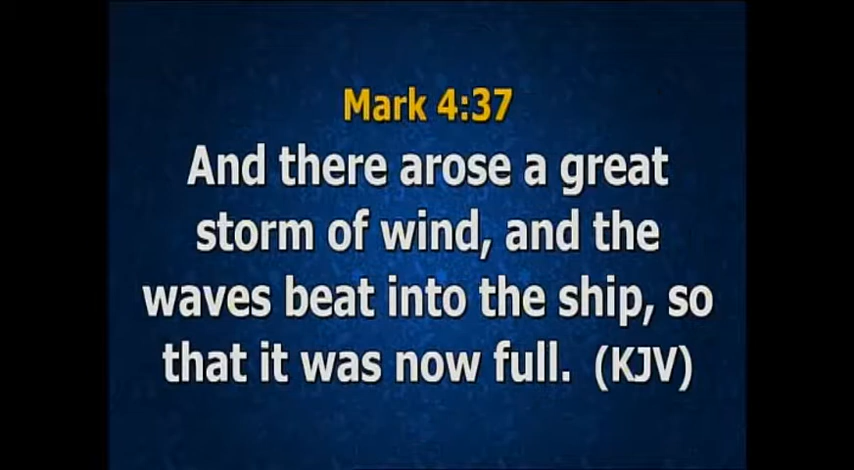 Mark 4:37
And there arose a great
storm of wind, and the
waves beat into the ship, so
that it was now full. (KJV)